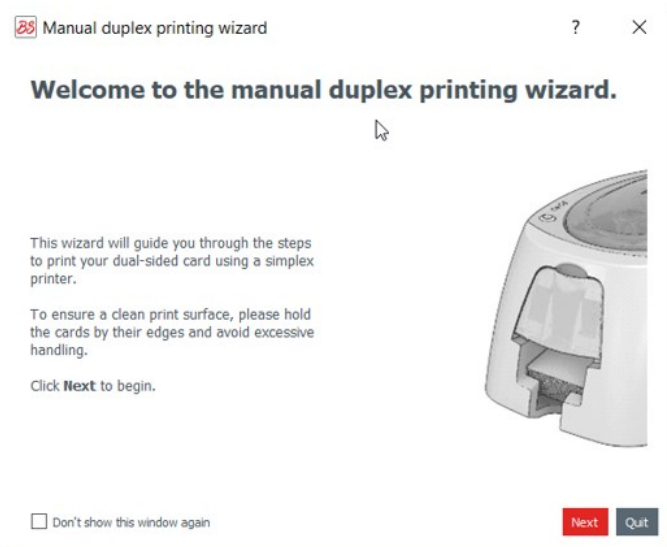 BS Manual duplex printing wizard
Welcome to the manual duplex printing wizard.
This wizard will guide you through the steps
to print your dual-sided card using a simplex
printer.
To ensure a clean print surface, please hold
the cards by their edges and avoid excessive
handling.
Click Next to begin.
Don't show this window again
Next Quit